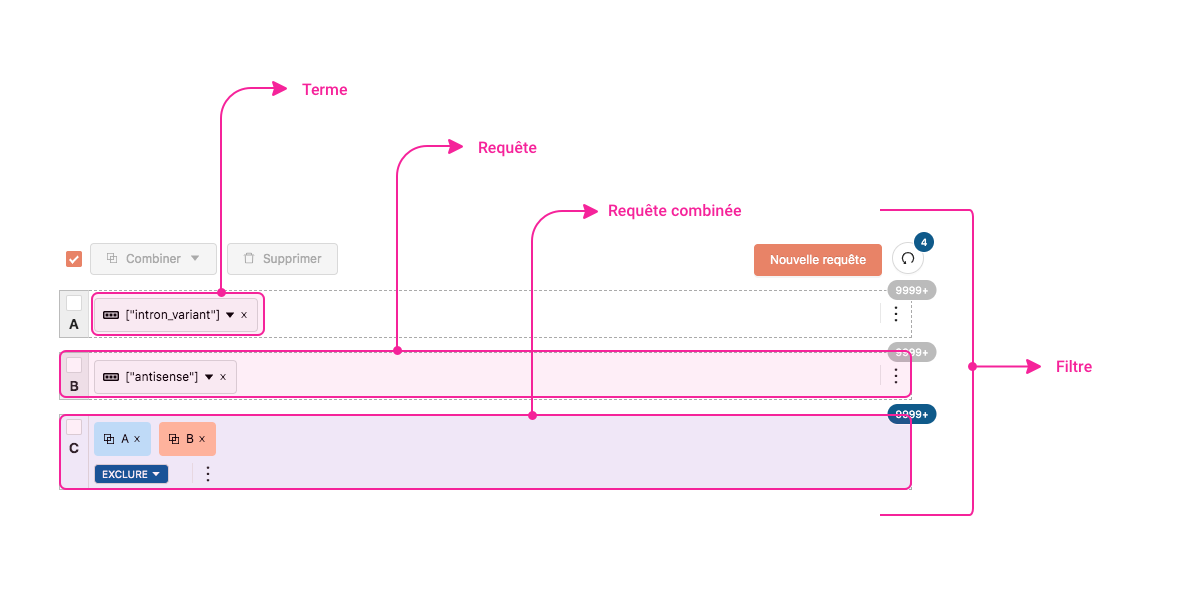 Terme
Requête
Requête combinée
4
Combiner
Supprimer
Nouvelle requête
9999+
["intron_variant"] x
A
9999+
Filtre
["antisense"] x
B
9999+
A x B x
C
EXCLURE